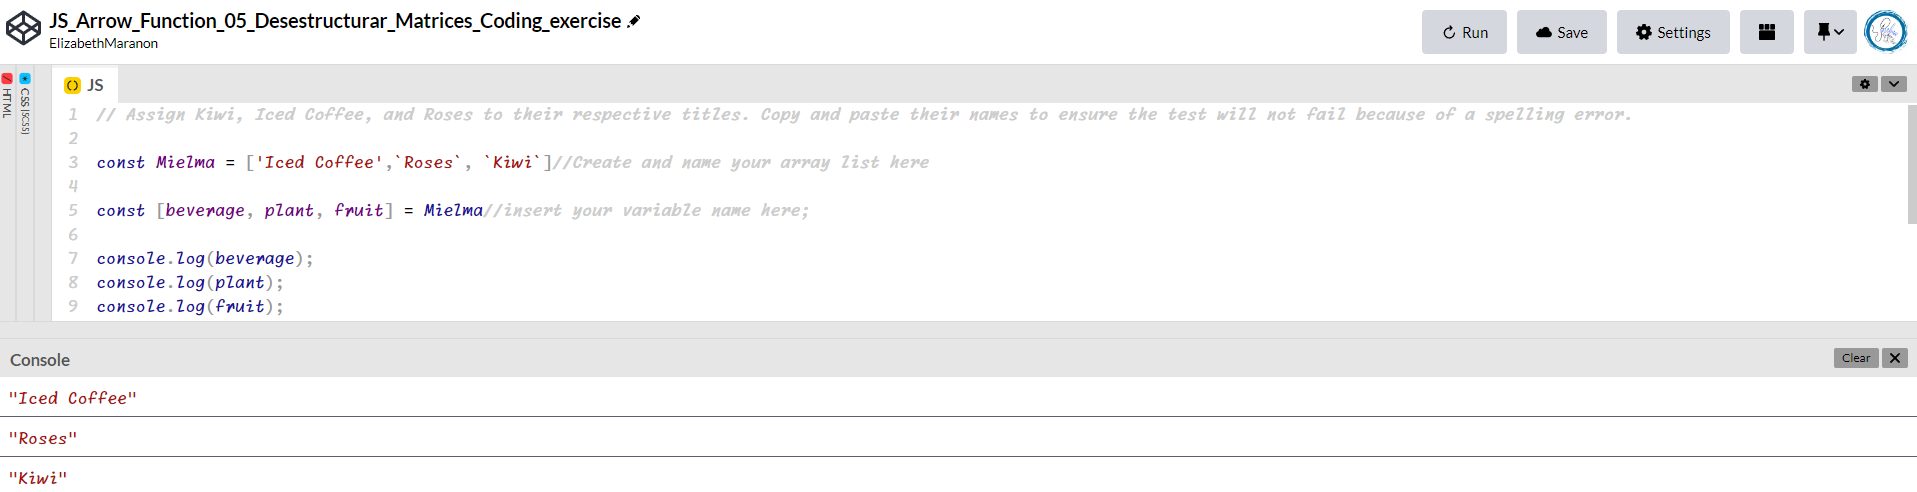 JS_Arrow_Function_05_Desestructurar_Matrices_Coding_exercise
ElizabethMaranon
Run
Save
Settings
HTML
CSS (SCSS)
JS
1 // Assign Kiwi, Iced Coffee, and Roses to their respective titles. Copy and paste their names to ensure the test will not fail because of a spelling error.
2
3 const Mielma = ['Iced Coffee',`Roses`, `Kiwi`]//Create and name your array list here
4
5 const [beverage, plant, fruit] = Mielma//insert your variable name here;
6
7 console.log(beverage);
8 console.log(plant);
9 console.log(fruit);
Console
Clear
"Iced Coffee"
"Roses"
"Kiwi"